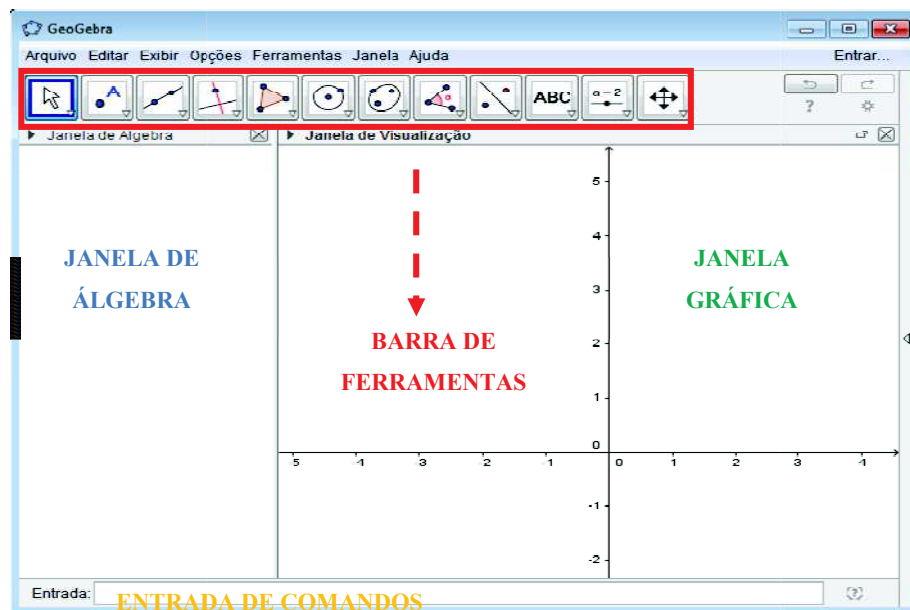 GeoGebra
Arquivo Editar Exibir Opções Ferramentas Janela Ajuda Entrar...
A ABC a=2
?
Janela de Álgebra Janela de Visualização
5
4
JANELA DE
ÁLGEBRA
JANELA
GRÁFICA
3
BARRA DE
FERRAMENTAS
2
1
0
-5 -4 -3 -2 -1 0 1 2 3 4
-1
-2
Entrada: ENTRADA DE COMANDOS